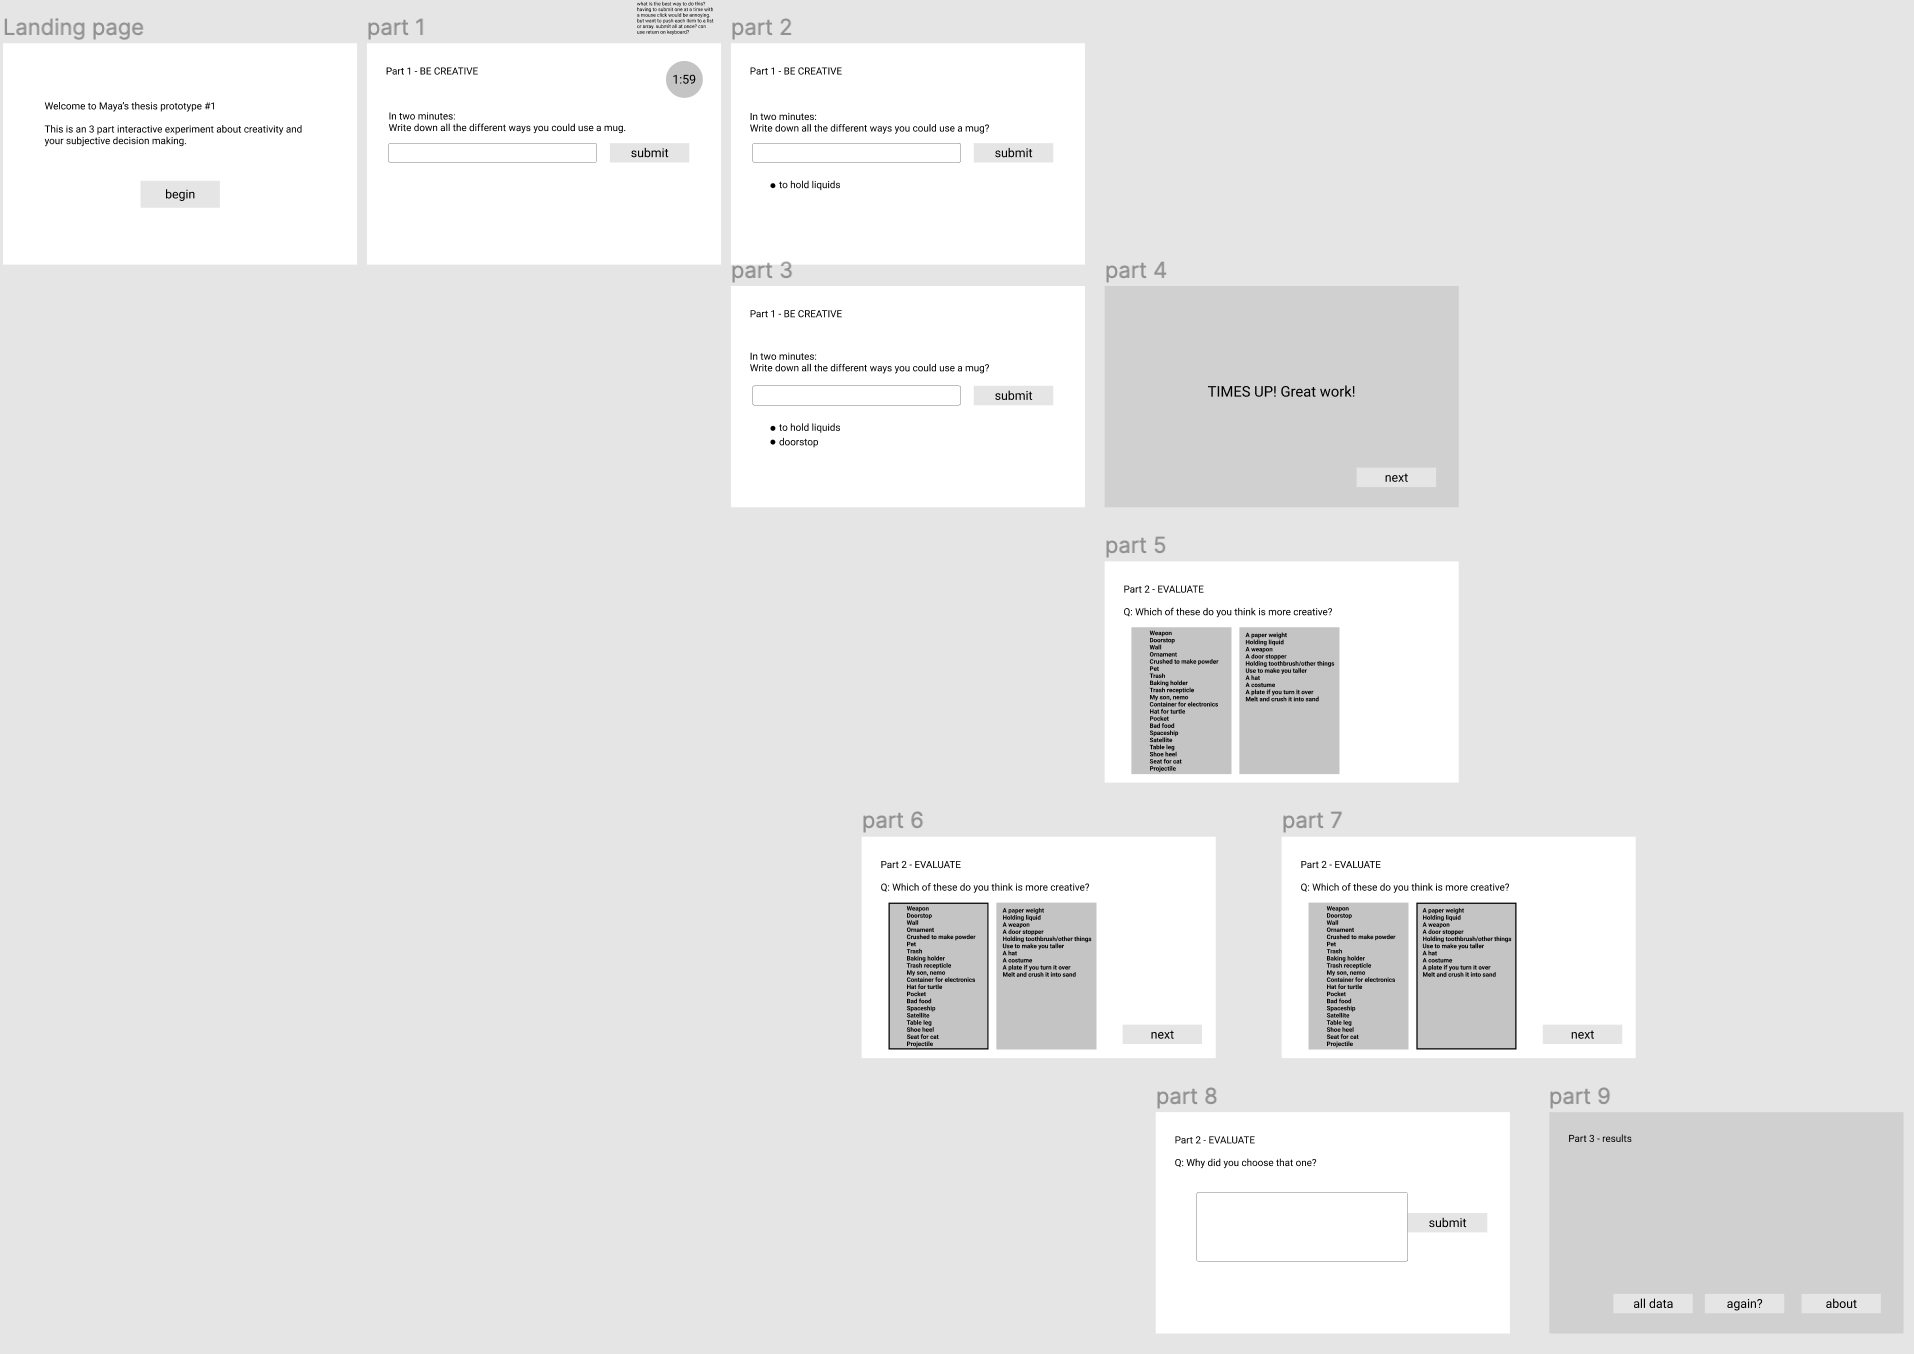 what is the best way to do this?
having to submit one at a time with
a mouse click would be annoying.
but want to push each item to a list
or array. submit all at once? can
use return on keyboard?
Landing page
Welcome to Maya's thesis prototype #1
This is an 3 part interactive experiment about creativity and
your subjective decision making.
begin
part 1
Part 1 - BE CREATIVE
1:59
In two minutes:
Write down all the different ways you could use a mug.
submit
part 2
Part 1 - BE CREATIVE
In two minutes:
Write down all the different ways you could use a mug?
submit
● to hold liquids
part 3
Part 1 - BE CREATIVE
In two minutes:
Write down all the different ways you could use a mug?
submit
● to hold liquids
● doorstop
part 4
TIMES UP! Great work!
next
part 5
Part 2 - EVALUATE
Q: Which of these do you think is more creative?
Weapon
Doorstop
Wall
Ornament
Crushed to make powder
Pet
Trash
Baking holder
Trash recepticle
My son, nemo
Container for electronics
Hat for turtle
Pocket
Bad food
Spaceship
Satellite
Table leg
Shoe heel
Seat for cat
Projectile
A paper weight
Holding liquid
A weapon
A door stopper
Holding toothbrush/other things
Use to make you taller
A hat
A costume
A plate if you turn it over
Melt and crush it into sand
part 6
Part 2 - EVALUATE
Q: Which of these do you think is more creative?
Weapon
Doorstop
Wall
Ornament
Crushed to make powder
Pet
Trash
Baking holder
Trash recepticle
My son, nemo
Container for electronics
Hat for turtle
Pocket
Bad food
Spaceship
Satellite
Table leg
Shoe heel
Seat for cat
Projectile
A paper weight
Holding liquid
A weapon
A door stopper
Holding toothbrush/other things
Use to make you taller
A hat
A costume
A plate if you turn it over
Melt and crush it into sand
next
part 7
Part 2 - EVALUATE
Q: Which of these do you think is more creative?
Weapon
Doorstop
Wall
Ornament
Crushed to make powder
Pet
Trash
Baking holder
Trash recepticle
My son, nemo
Container for electronics
Hat for turtle
Pocket
Bad food
Spaceship
Satellite
Table leg
Shoe heel
Seat for cat
Projectile
A paper weight
Holding liquid
A weapon
A door stopper
Holding toothbrush/other things
Use to make you taller
A hat
A costume
A plate if you turn it over
Melt and crush it into sand
next
part 8
Part 2 - EVALUATE
Q: Why did you choose that one?
submit
part 9
Part 3 - results
all data
again?
about